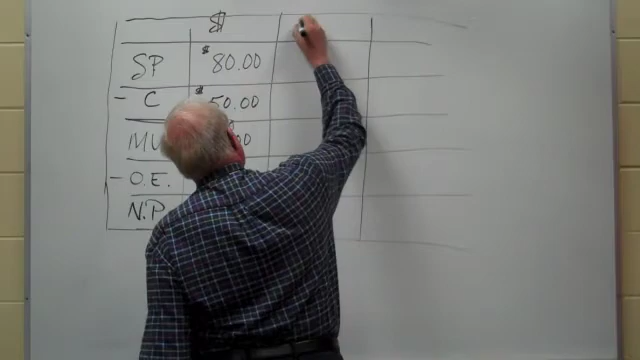 $
SP $80.00
- C $50.00
MU
- O.E.
N.P